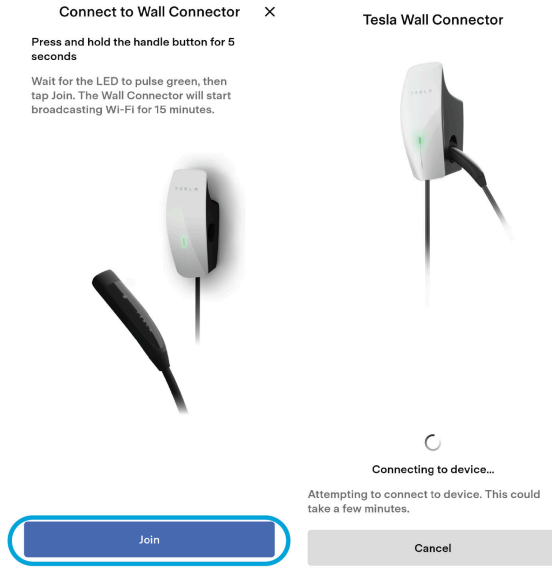 Connect to Wall Connector
Press and hold the handle button for 5
seconds
Wait for the LED to pulse green, then
tap Join. The Wall Connector will start
broadcasting Wi-Fi for 15 minutes.
TESLA
Join
Tesla Wall Connector
TESLA
Connecting to device...
Attempting to connect to device. This could
take a few minutes.
Cancel